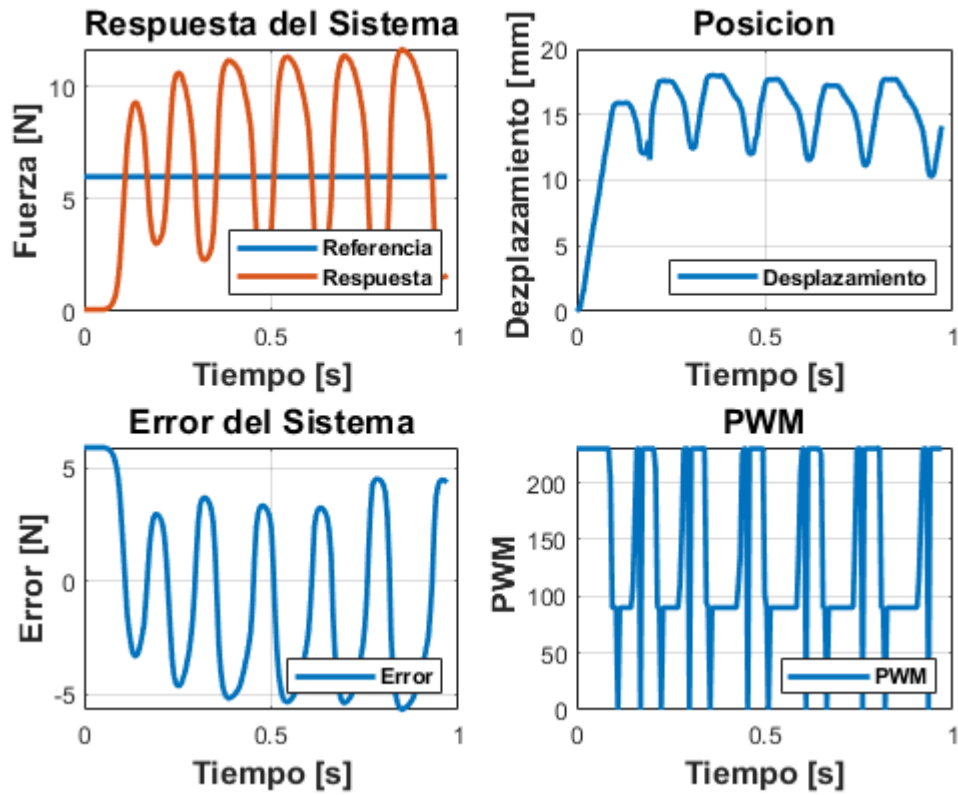 Respuesta del Sistema
Fuerza [N]
10
5
0
Referencia
Respuesta
0
0.5
1
Tiempo [s]
Posicion
Dezplazamiento [mm]
20
15
10
5
0
Desplazamiento
0
0.5
1
Tiempo [s]
Error del Sistema
Error [N]
5
0
-5
Error
0
0.5
1
Tiempo [s]
PWM
PWM
200
150
100
50
0
PWM
0
0.5
1
Tiempo [s]